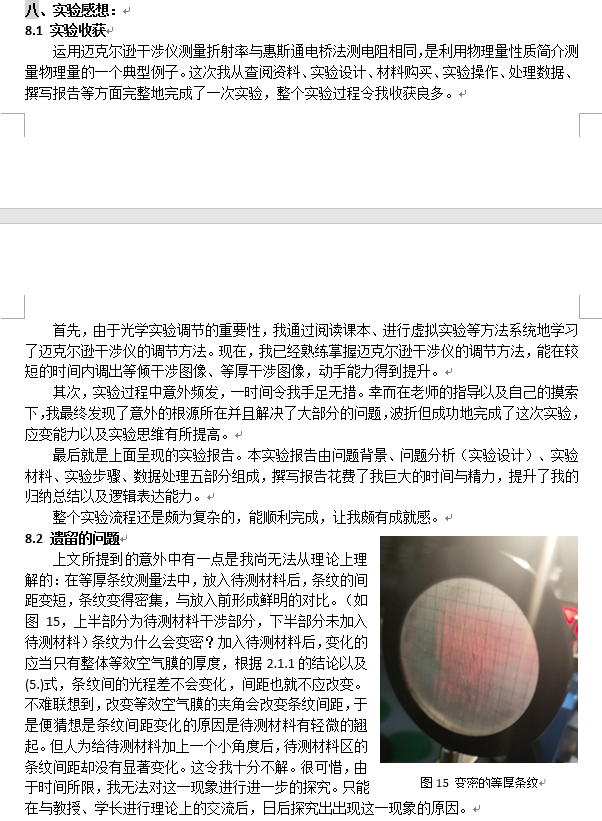 八、实验感想：
8.1 实验收获
运用迈克尔逊干涉仪测量折射率与惠斯通电桥法测电阻相同，是利用物理量性质简介测
量物理量的一个典型例子。这次我从查阅资料、实验设计、材料购买、实验操作、处理数据、
撰写报告等方面完整地完成了一次实验，整个实验过程令我收获良多。
首先，由于光学实验调节的重要性，我通过阅读课本、进行虚拟实验等方法系统地学习
了迈克尔逊干涉仪的调节方法。现在，我已经熟练掌握迈克尔逊干涉仪的调节方法，能在较
短的时间内调出等倾干涉图像、等厚干涉图像，动手能力得到提升。
其次，实验过程中意外频发，一时间令我手足无措。幸而在老师的指导以及自己的摸索
下，我最终发现了意外的根源所在并且解决了大部分的问题，波折但成功地完成了这次实验，
应变能力以及实验思维有所提高。
最后就是上面呈现的实验报告。本实验报告由问题背景、问题分析（实验设计）、实验
材料、实验步骤、数据处理五部分组成，撰写报告花费了我巨大的时间与精力，提升了我的
归纳总结以及逻辑表达能力。
整个实验流程还是颇为复杂的，能顺利完成，让我颇有成就感。
8.2 遗留的问题
上文所提到的意外中有一点是我尚无法从理论上理
解的：在等厚条纹测量法中，放入待测材料后，条纹的间
距变短，条纹变得密集，与放入前形成鲜明的对比。（如
图 15，上半部分为待测材料干涉部分，下半部分未加入
待测材料）条纹为什么会变密？加入待测材料后，变化的
应当只有整体等效空气膜的厚度，根据 2.1.1 的结论以及
(5.)式，条纹间的光程差不会变化，间距也就不应改变。
不难联想到，改变等效空气膜的夹角会改变条纹间距，于
是便猜想是条纹间距变化的原因是待测材料有轻微的翘
起。但人为给待测材料加上一个小角度后，待测材料区的
条纹间距却没有显著变化。这令我十分不解。很可惜，由
于时间所限，我无法对这一现象进行进一步的探究。只能
在与教授、学长进行理论上的交流后，日后探究出出现这一现象的原因。
图 15 变密的等厚条纹